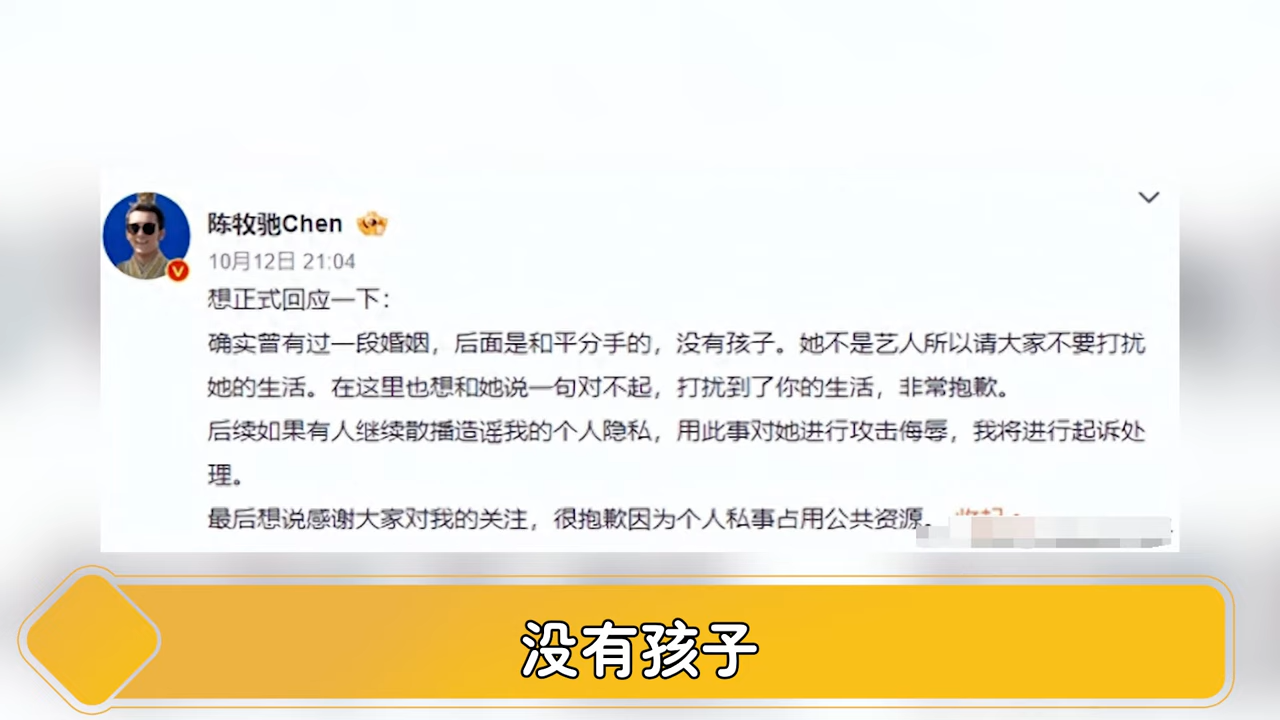 陈牧驰Chen
10月12日 21:04
想正式回应一下：
确实曾有过一段婚姻，后面是和平分手的，没有孩子。她不是艺人所以请大家不要打扰
她的生活。在这里也想和她说一句对不起，打扰到了你的生活，非常抱歉。
后续如果有人继续散播造谣我的个人隐私，用此事对她进行攻击侮辱，我将进行起诉处
理。
最后想说感谢大家对我的关注，很抱歉因为个人私事占用公共资源。
没有孩子